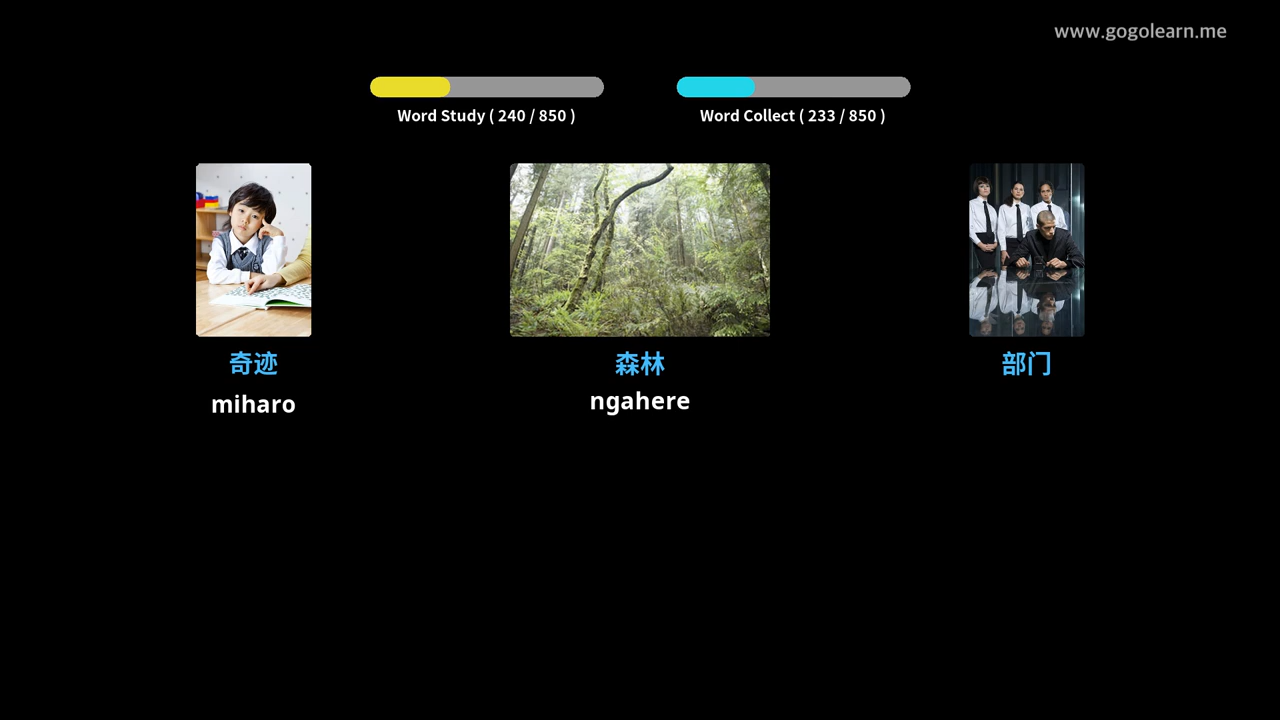 www.gogolearn.me
Word Study ( 240 / 850 )
Word Collect ( 233 / 850 )
奇迹
森林
部门
miharo
ngahere